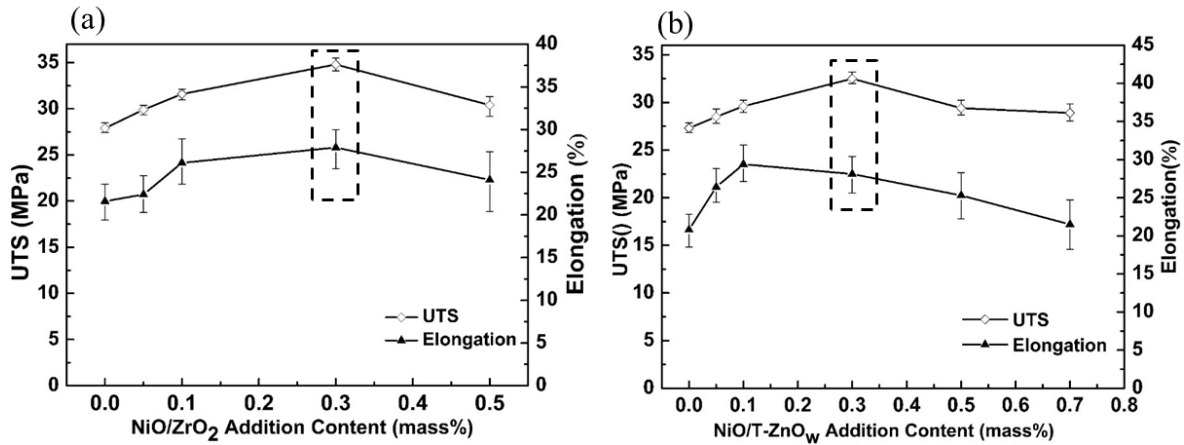 (a)
UTS (MPa)
35
30
25
20
15
10
5
0
40
35
30
25
20
15
10
5
0
Elongation (%)
UTS
Elongation
0.0 0.1 0.2 0.3 0.4 0.5
NiO/ZrO2 Addition Content (mass%)
(b)
UTS() (MPa)
35
30
25
20
15
10
5
0
45
40
35
30
25
20
15
10
5
0
Elongation(%)
UTS
Elongation
0.0 0.1 0.2 0.3 0.4 0.5 0.6 0.7 0.8
NiO/T-ZnOw Addition Content (mass%)